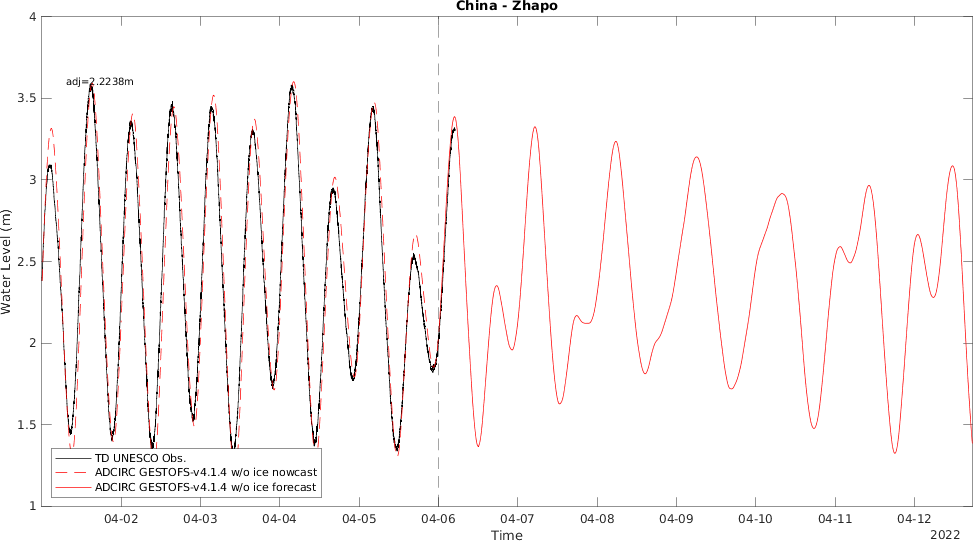 China - Zhapo
adj=2.2238m
4
3.5
3
2.5
2
1.5
1
Water Level (m)
TD UNESCO Obs.
ADCIRC GESTOFS-v4.1.4 w/o ice nowcast
ADCIRC GESTOFS-v4.1.4 w/o ice forecast
04-02 04-03 04-04 04-05 04-06 04-07 04-08 04-09 04-10 04-11 04-12
Time
2022